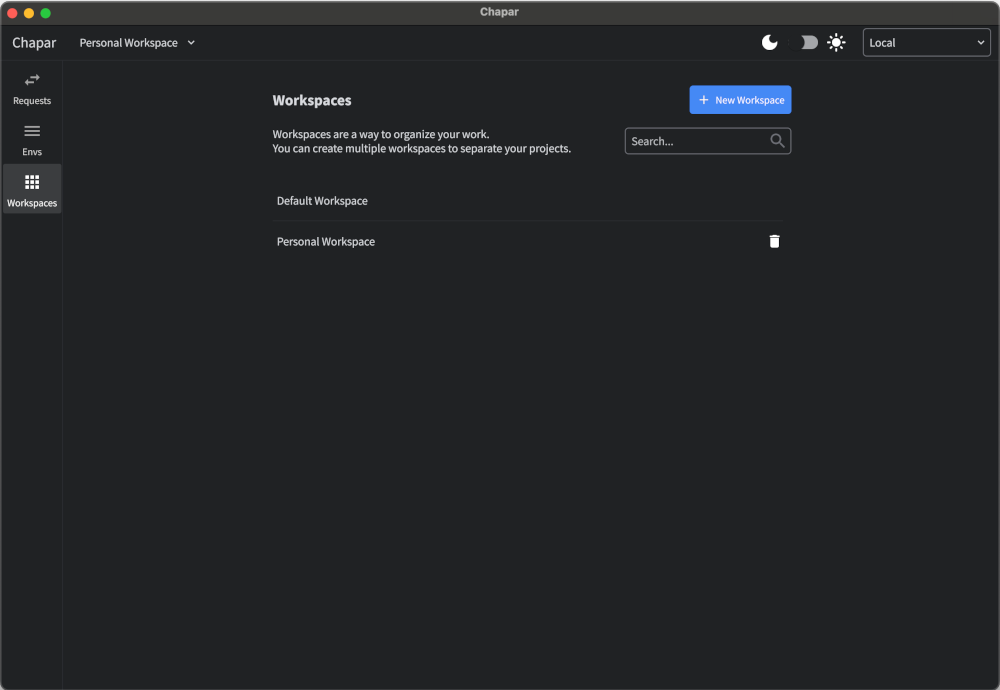 Chapar
Chapar
Personal Workspace
Local
Requests
Envs
Workspaces
Workspaces
New Workspace
Workspaces are a way to organize your work.
You can create multiple workspaces to separate your projects.
Search...
Default Workspace
Personal Workspace